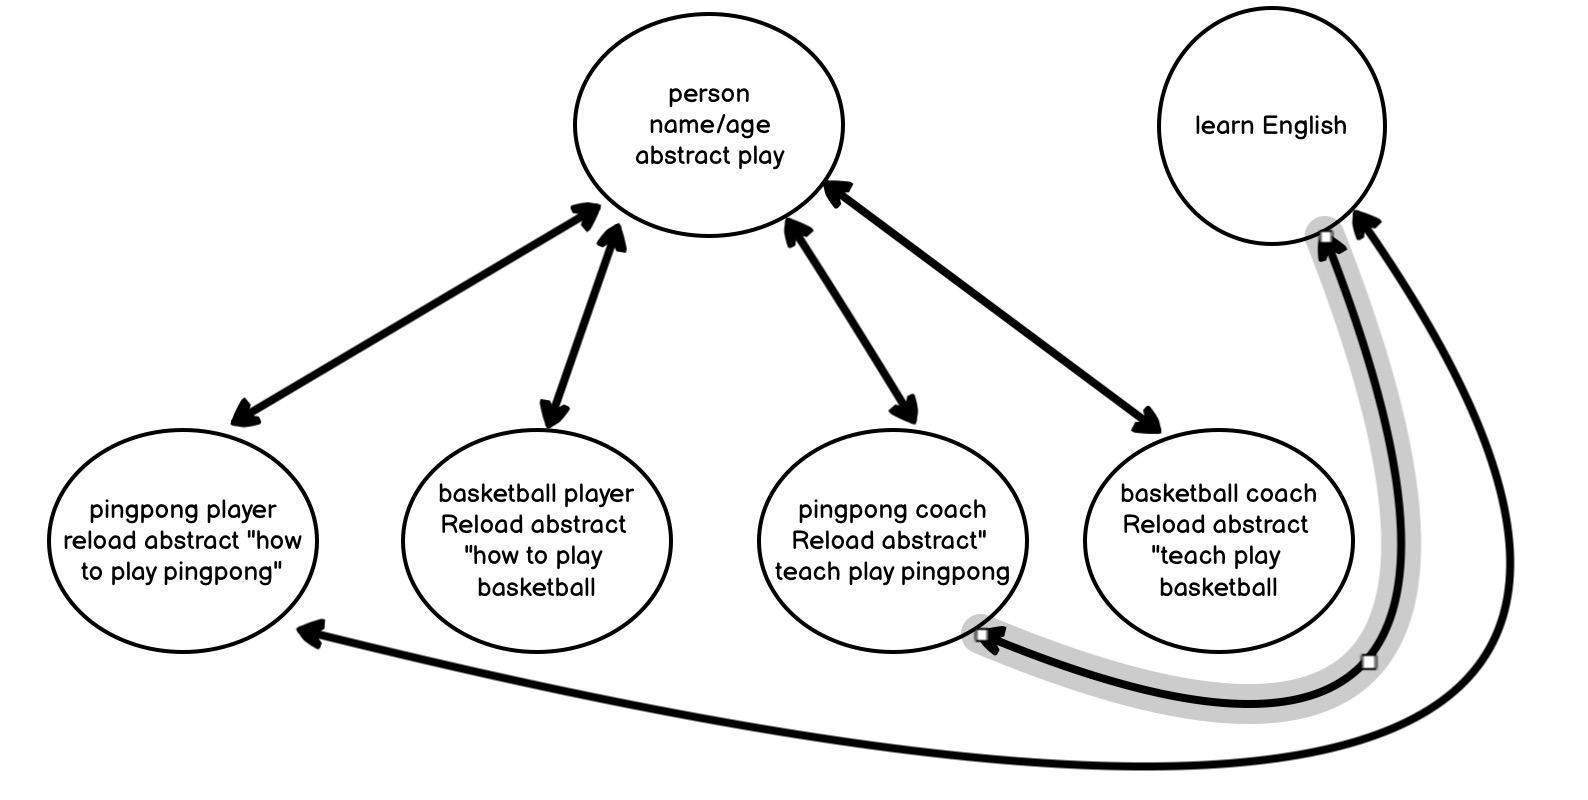 person
name/age
abstract play
learn English
pingpong player
reload abstract "how
to play pingpong"
basketball player
Reload abstract
"how to play
basketball
pingpong coach
Reload abstract"
teach play pingpong
basketball coach
Reload abstract
"teach play
basketball